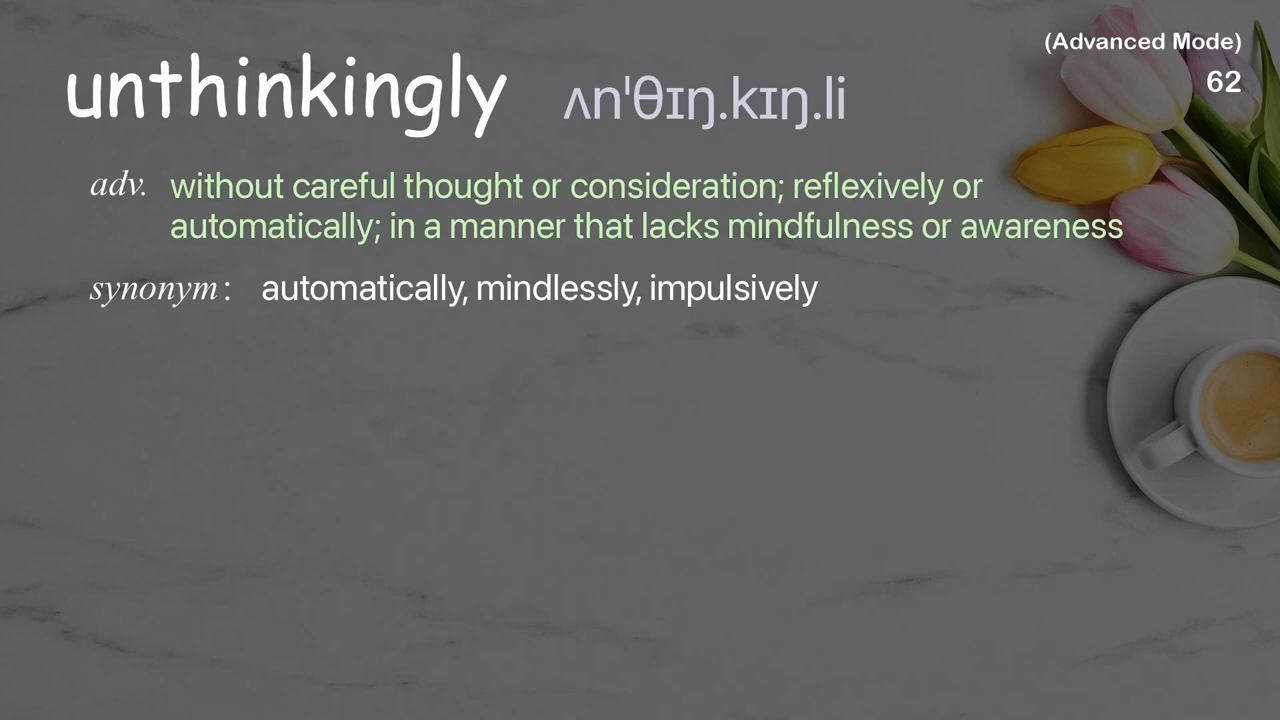 (Advanced Mode)
62
unthinkingly ʌnˈθɪŋ.kɪŋ.li
adv. without careful thought or consideration; reflexively or
automatically; in a manner that lacks mindfulness or awareness
synonym: automatically, mindlessly, impulsively